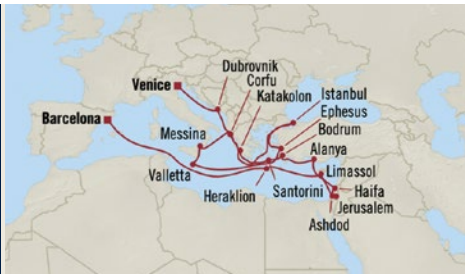 Dubrovnik
Corfu
Venice
Katakolon
Istanbul
Ephesus
Bodrum
Barcelona
Messina
Alanya
Limassol
Valletta
Heraklion
Santorini
Haifa
Jerusalem
Ashdod